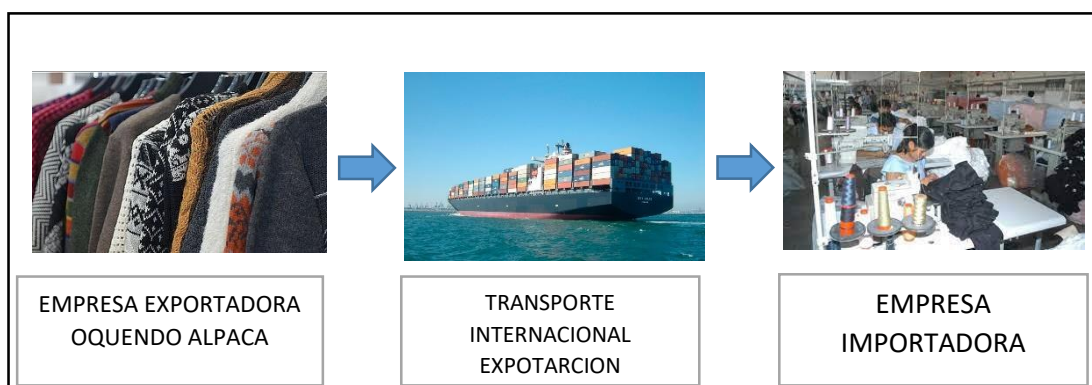 EMPRESA EXPORTADORA
OQUENDO ALPACA
TRANSPORTE
INTERNACIONAL
EXPOTARCION
EMPRESA
IMPORTADORA